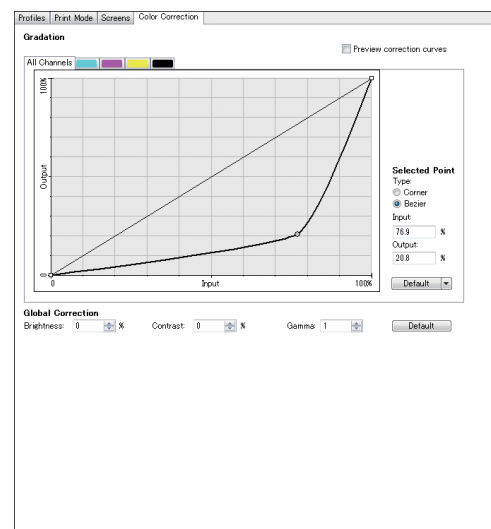 Profiles Print Mode Screens Color Correction
Gradation
Preview correction curves
All Channels
100%
Output
0
0 Input 100%
Selected Point
Type:
Corner
Bezier
Input:
76.9 %
Output:
20.8 %
Default
Global Correction
Brightness: 0 % Contrast: 0 % Gamma: 1 Default